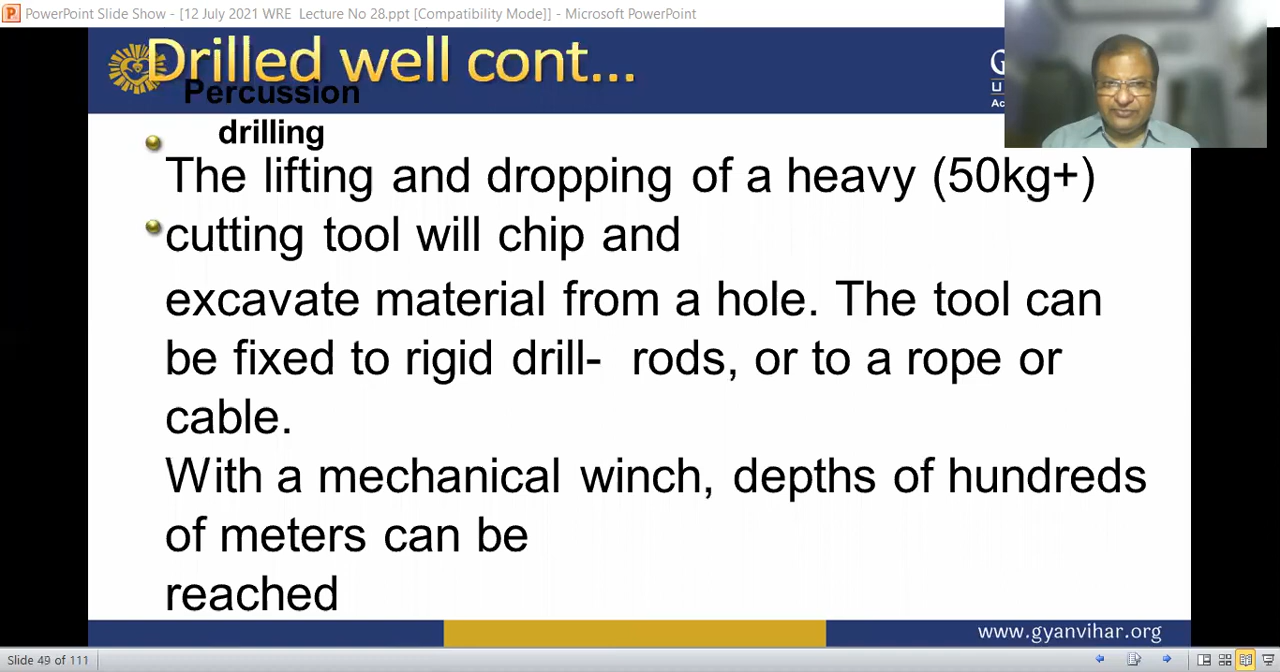 PowerPoint Slide Show - [12 July 2021 WRE Lecture No 28.ppt [Compatibility Mode]] - Microsoft PowerPoint
Drilled well cont...
Percussion
drilling
G
U
Ac
The lifting and dropping of a heavy (50kg+)
cutting tool will chip and
excavate material from a hole. The tool can
be fixed to rigid drill- rods, or to a rope or
cable.
With a mechanical winch, depths of hundreds
of meters can be
reached
www.gyanvihar.org
Slide 49 of 111